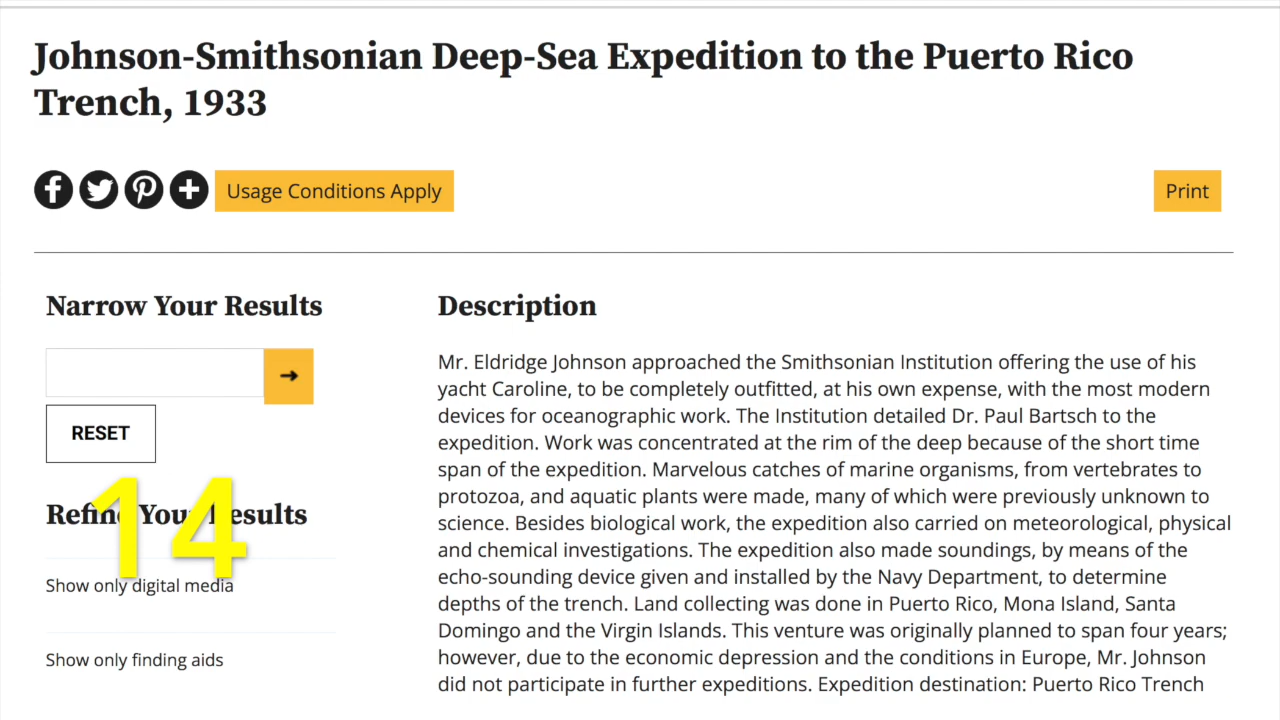 Johnson-Smithsonian Deep-Sea Expedition to the Puerto Rico
Trench, 1933
Usage Conditions Apply
Print
Narrow Your Results
RESET
Refine Your Results
14
Show only digital media
Show only finding aids
Description
Mr. Eldridge Johnson approached the Smithsonian Institution offering the use of his
yacht Caroline, to be completely outfitted, at his own expense, with the most modern
devices for oceanographic work. The Institution detailed Dr. Paul Bartsch to the
expedition. Work was concentrated at the rim of the deep because of the short time
span of the expedition. Marvelous catches of marine organisms, from vertebrates to
protozoa, and aquatic plants were made, many of which were previously unknown to
science. Besides biological work, the expedition also carried on meteorological, physical
and chemical investigations. The expedition also made soundings, by means of the
echo-sounding device given and installed by the Navy Department, to determine
depths of the trench. Land collecting was done in Puerto Rico, Mona Island, Santa
Domingo and the Virgin Islands. This venture was originally planned to span four years;
however, due to the economic depression and the conditions in Europe, Mr. Johnson
did not participate in further expeditions. Expedition destination: Puerto Rico Trench